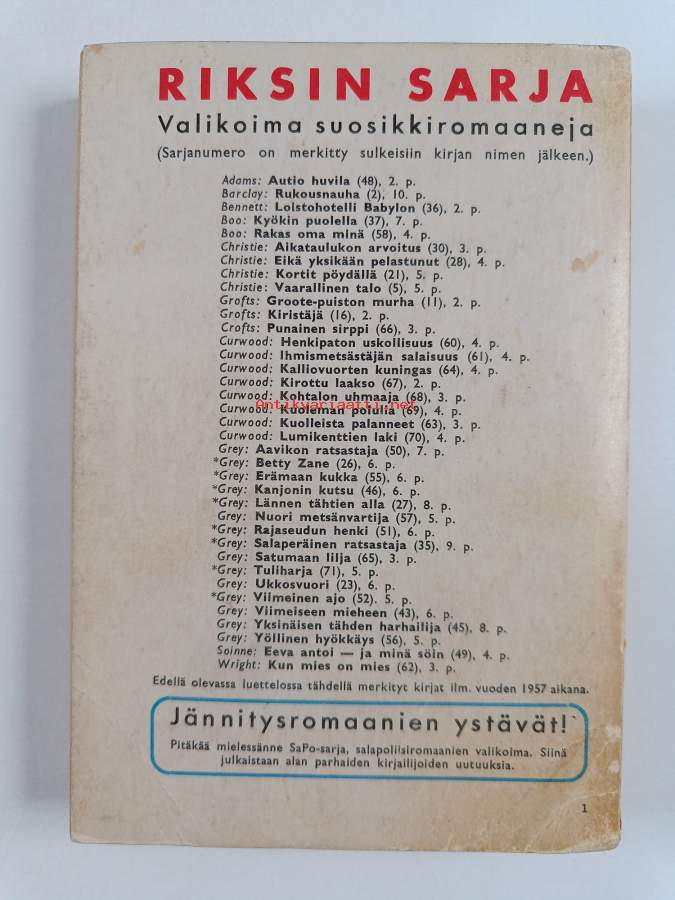 RIKSIN SARJA
Valikoima suosikkiromaaneja
(Sarjanumero on merkitty sulkeisiin kirjan nimen jälkeen.)
Adams: Autio huvila (48), 2. p.
Barclay: Rukousnauha (2), 10. p.
Bennett: Loistohotelli Babylon (36), 2. p.
Boo: Kyökin puolella (37), 7. p.
Boo: Rakas oma minä (58), 4. p.
Christie: Aikataulukon arvoitus (30), 3. p.
Christie: Eikä yksikään pelastunut (28), 4. p.
Christie: Kortit pöydällä (21), 5. p.
Christie: Vaarallinen talo (5), 5. p.
Grofts: Groote-puiston murha (11), 2. p.
Grofts: Kiristäjä (16), 2. p.
Crofts: Punainen sirppi (66), 3. p.
Curwood: Henkipaton uskollisuus (60), 4. p.
Curwood: Ihmismetsästäjän salaisuus (61), 4. p.
Curwood: Kalliovuorten kuningas (64), 4. p.
Curwood: Kirottu laakso (67), 2. p.
Curwood: Kohtalon uhmaaja (68), 3. p.
Antikvariaatti.net
Curwood: Kuoleman polulla (69), 4. p.
Curwood: Kuolleista palanneet (63), 3. p.
Curwood: Lumikenttien laki (70), 4. p.
Grey: Aavikon ratsastaja (50), 7. p.
*Grey: Betty Zane (26), 6. p.
*Grey: Erämaan kukka (55), 6. p.
*Grey: Kanjonin kutsu (46), 6. p.
*Grey: Lännen tähtien alla (27), 8. p.
Grey: Nuori metsänvartija (57), 5. p.
*Grey: Rajaseudun henki (51), 6. p.
*Grey: Salaperäinen ratsastaja (35), 9. p.
Grey: Satumaan lilja (65), 3. p.
*Grey: Tuliharja (71), 5. p.
Grey: Ukkosvuori (23), 6. p.
*Grey: Viimeinen ajo (52). 5. p.
Grey: Viimeiseen mieheen (43), 6. p.
Grey: Yksinäisen tähden harhailija (45), 8. p.
Grey: Yöllinen hyökkäys (56), 5. p.
Soinne: Eeva antoi — ja minä söin (49), 4. p.
Wright: Kun mies on mies (62), 3. p.
Edellä olevassa luettelossa tähdellä merkityt kirjat ilm. vuoden 1957 aikana.
Jännitysromaanien ystävät!
Pitäkää mielessänne SaPo-sarja, salapoliisiromaanien valikoima. Siinä
julkaistaan alan parhaiden kirjailijoiden uutuuksia.
1